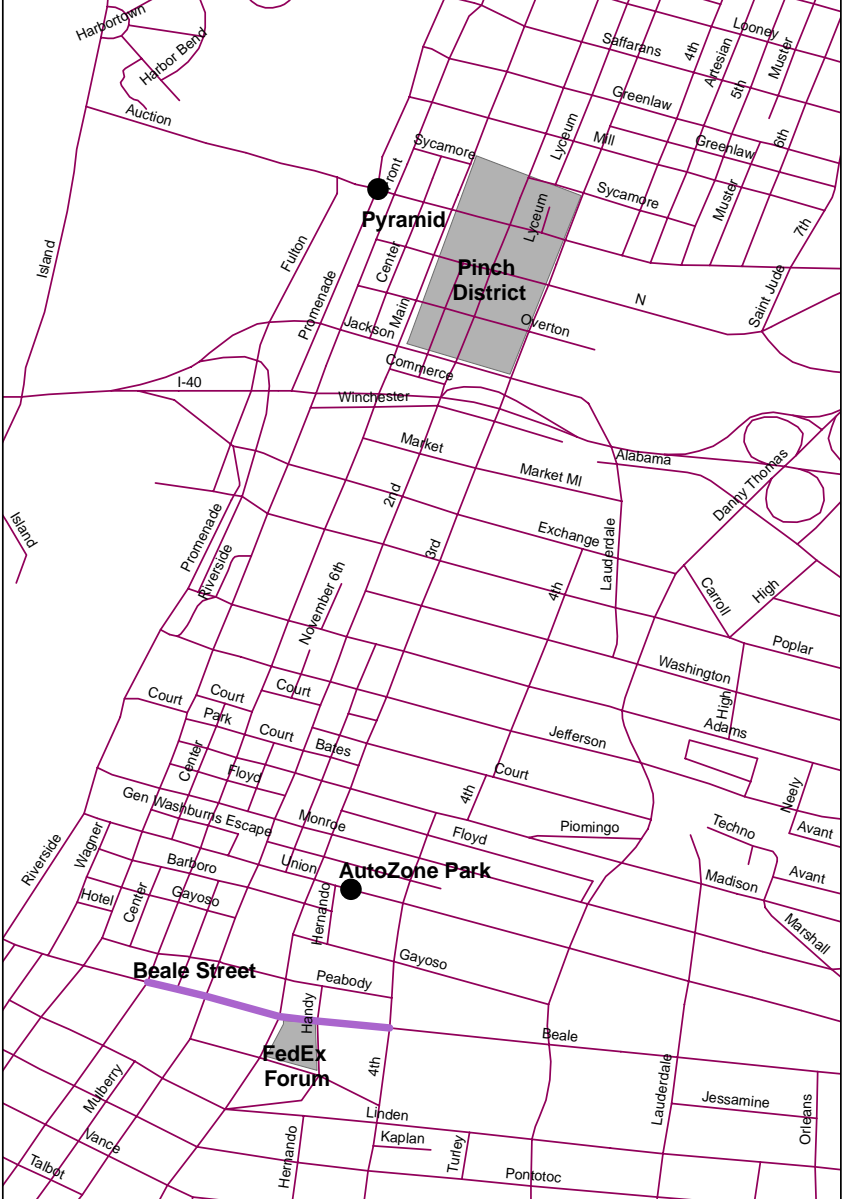 Harbortown
Looney
Saffarans
4th
Artesian
Muster
Harbor Bend
5th
Greenlaw
Auction
Lyceum
Mill
6th
Greenlaw
Sycamore
Front
Sycamore
Muster
Pyramid
Lyceum
7th
Fulton
Island
Center
Pinch
District
Saint Jude
N
Promenade
Main
Jackson
Overton
Commerce
I-40
Winchester
Market
Alabama
Market Ml
Danny Thomas
2nd
Island
Promenade
Exchange
3rd
Lauderdale
Riverside
November 6th
4th
Carroll
High
Poplar
Washington
Court
Court
Court
High
Park
Court
Adams
Bates
Jefferson
Center
Floyd
Court
4th
Neely
Gen Washburns Escape
Monroe
Floyd
Piomingo
Techno
Avant
Wagner
Riverside
Barboro
Union
AutoZone Park
Madison
Avant
Hotel
Center
Gayoso
Hernando
Marshall
Gayoso
Beale Street
Peabody
Handy
Beale
FedEx
Forum
4th
Mulberry
Lauderdale
Jessamine
Orleans
Linden
Vance
Kaplan
Turley
Hernando
Talbot
Pontotoc